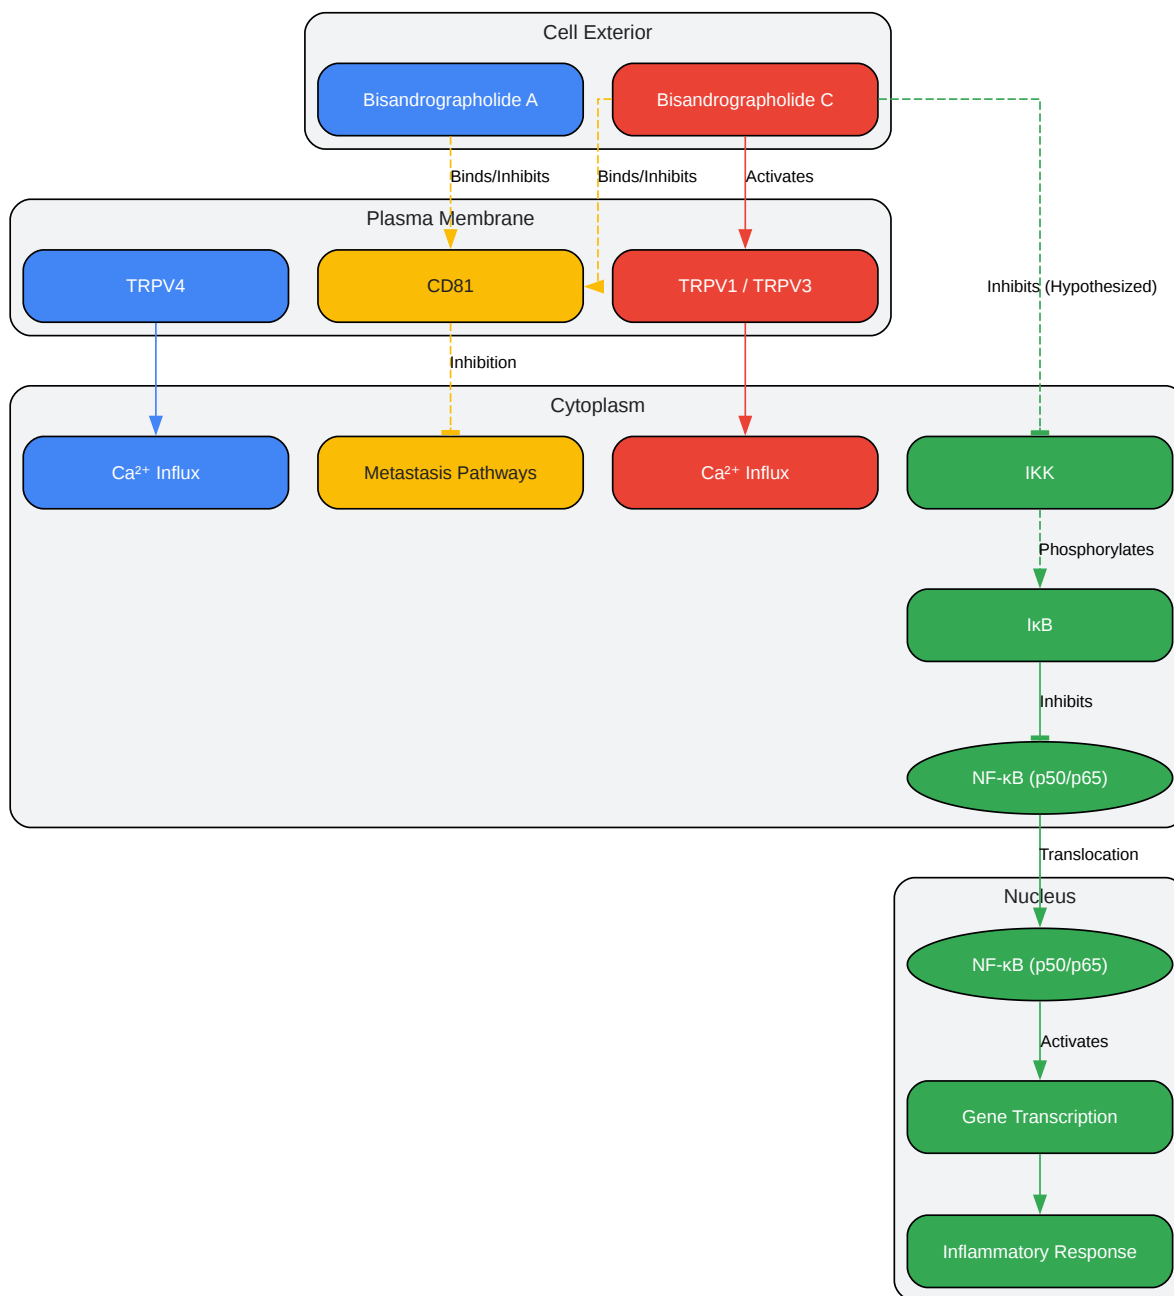 Cell Exterior
Bisandrographolide A
Bisandrographolide C
Binds/Inhibits
Binds/Inhibits
Activates
Plasma Membrane
TRPV4
CD81
TRPV1 / TRPV3
Inhibits (Hypothesized)
Inhibition
Cytoplasm
Ca²⁺ Influx
Metastasis Pathways
Ca²⁺ Influx
IKK
Phosphorylates
IκB
Inhibits
NF-κB (p50/p65)
Translocation
Nucleus
NF-κB (p50/p65)
Activates
Gene Transcription
Inflammatory Response